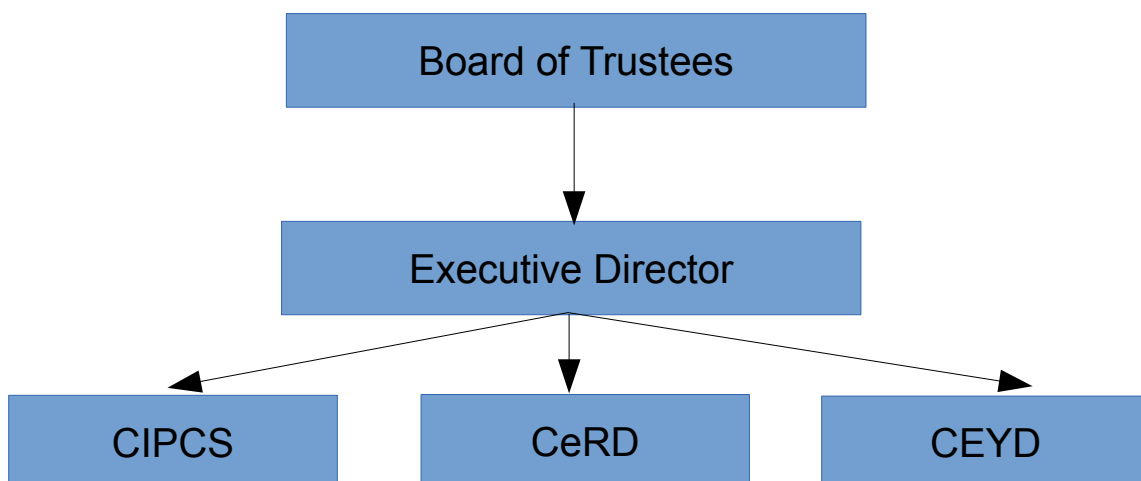 Board of Trustees
Executive Director
CIPCS
CeRD
CEYD